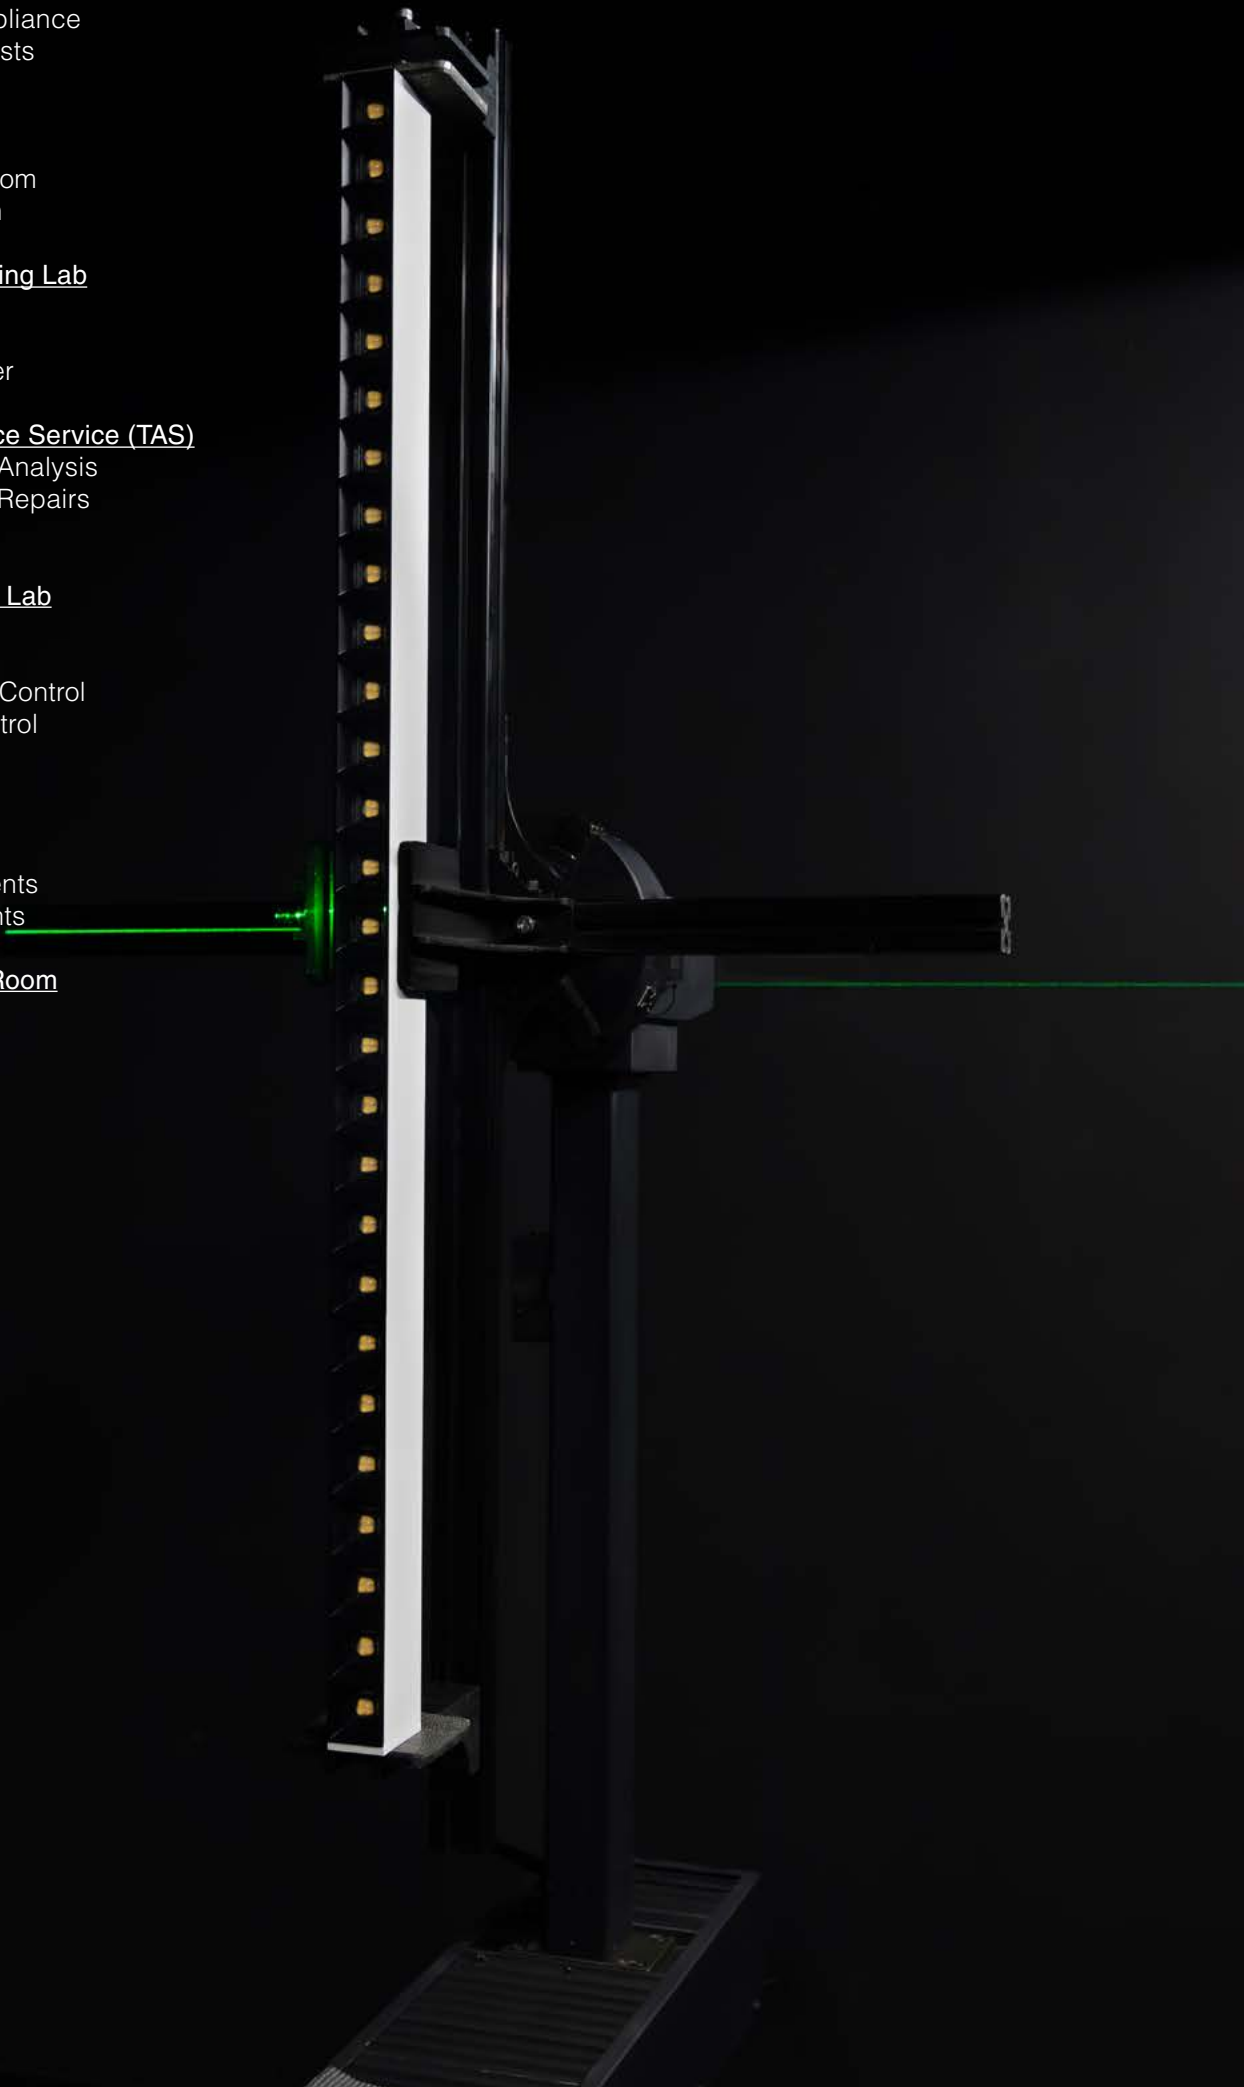 pliance
sts
om
n
ing Lab
er
ce Service (TAS)
Analysis
Repairs
Lab
Control
trol
ents
nts
Room